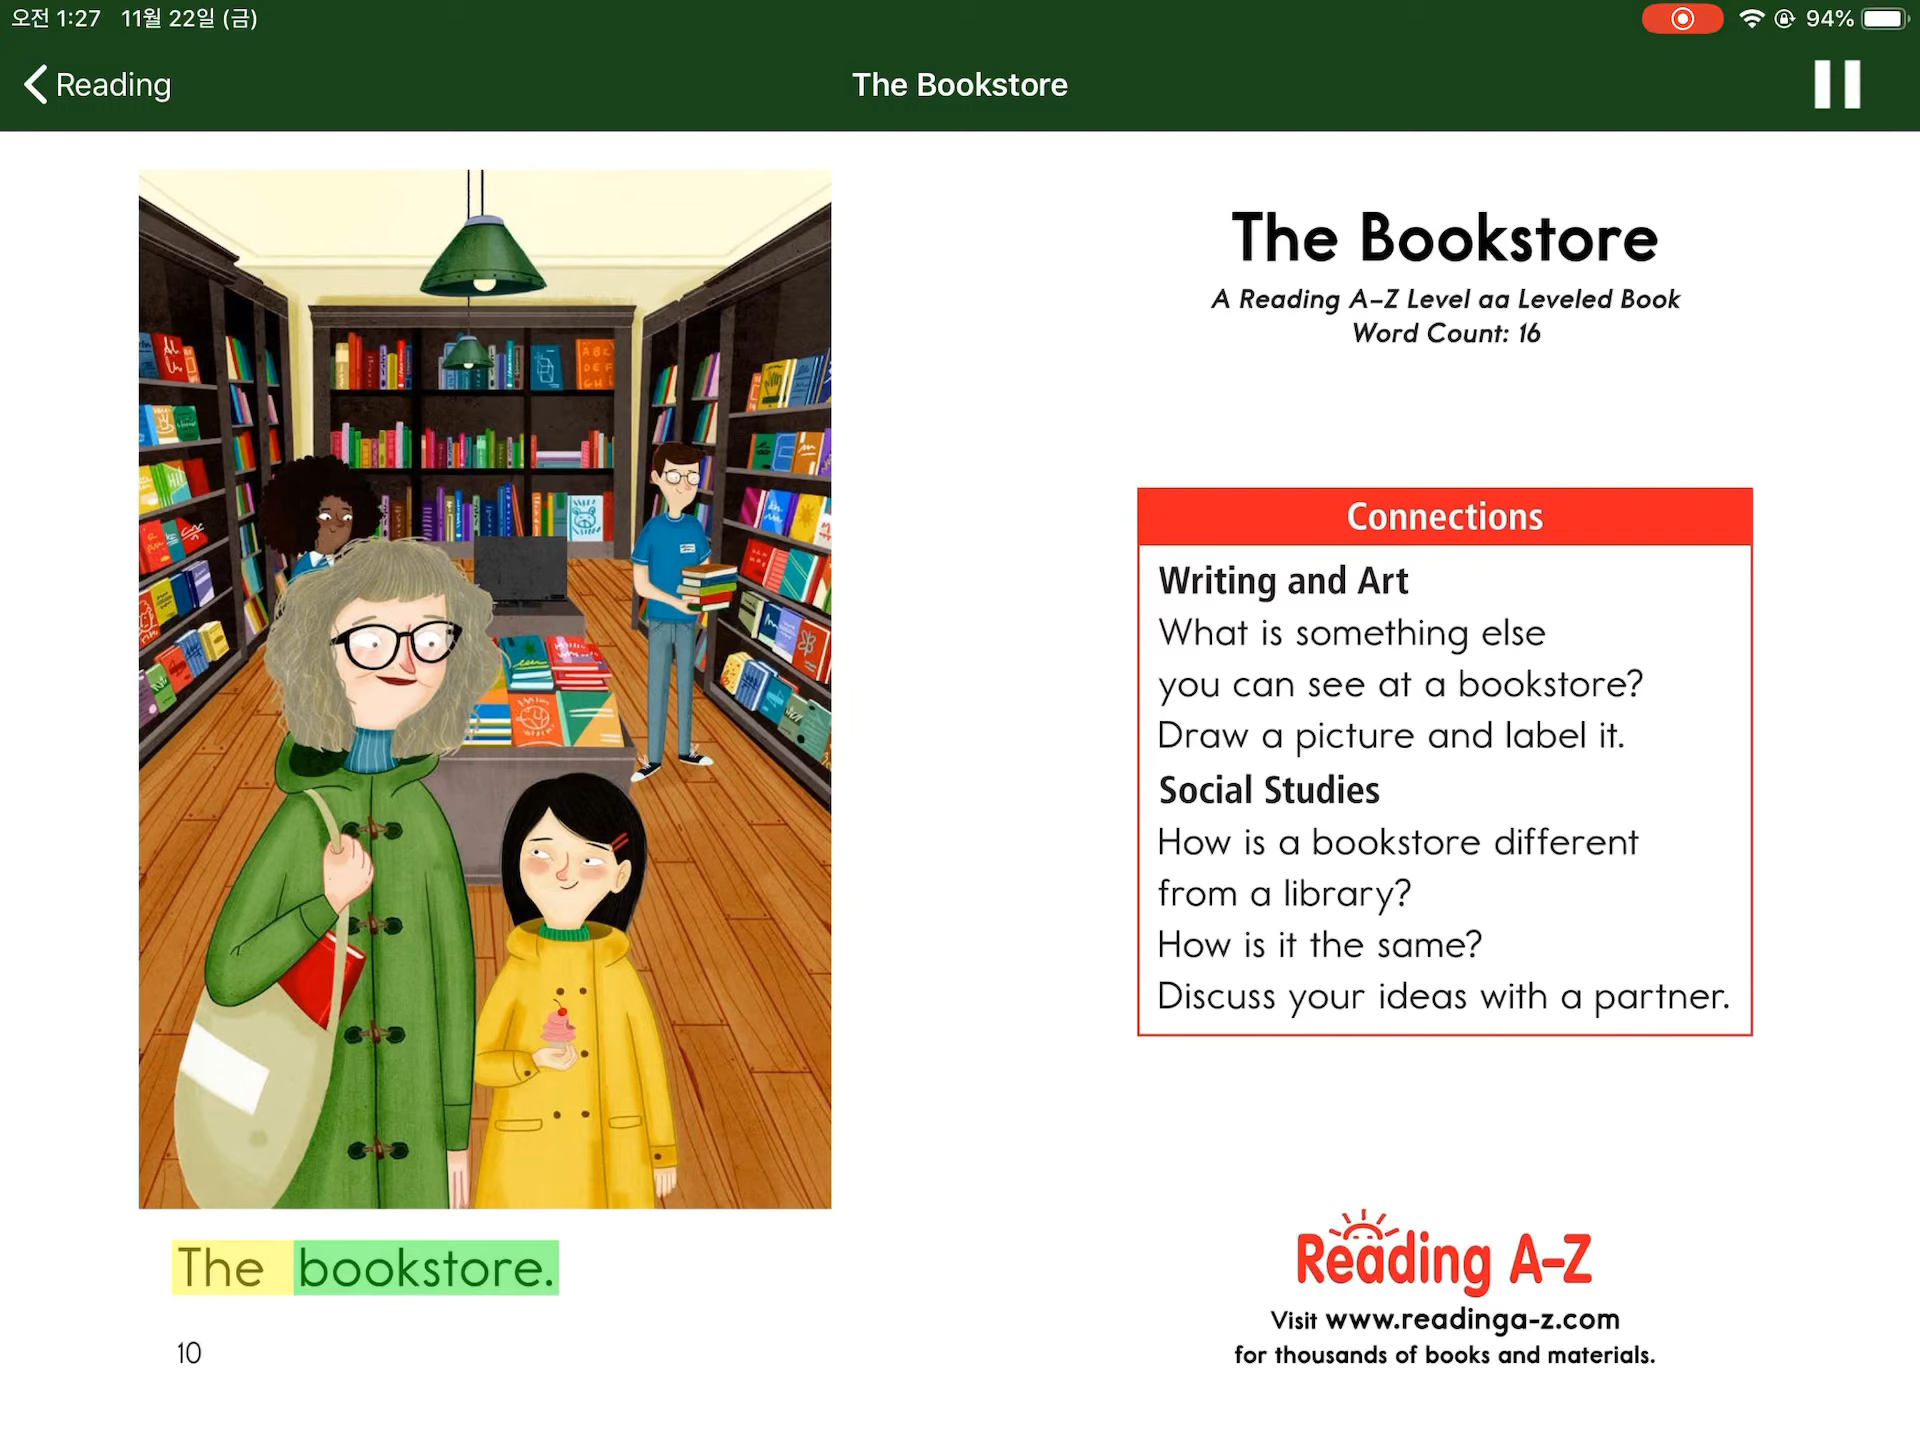 오전 1:27 11월 22일 (금)
94%
Reading
The Bookstore
The bookstore.
10
The Bookstore
A Reading A–Z Level aa Leveled Book
Word Count: 16
Connections
Writing and Art
What is something else
you can see at a bookstore?
Draw a picture and label it.
Social Studies
How is a bookstore different
from a library?
How is it the same?
Discuss your ideas with a partner.
Reading A–Z
Visit www.readinga-z.com
for thousands of books and materials.